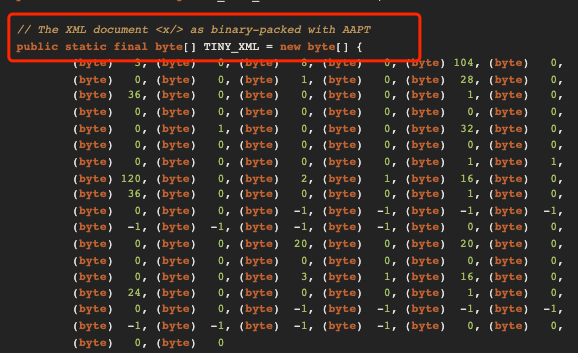 // The XML document <x/> as binary-packed with AAPT
public static final byte[] TINY_XML = new byte[] {
(byte) 3, (byte) 0, (byte) 8, (byte) 0, (byte) 104, (byte) 0,
(byte) 0, (byte) 0, (byte) 1, (byte) 0, (byte) 28, (byte) 0,
(byte) 36, (byte) 0, (byte) 0, (byte) 0, (byte) 1, (byte) 0,
(byte) 0, (byte) 0, (byte) 0, (byte) 0, (byte) 0, (byte) 0,
(byte) 0, (byte) 1, (byte) 0, (byte) 0, (byte) 32, (byte) 0,
(byte) 0, (byte) 0, (byte) 0, (byte) 0, (byte) 0, (byte) 0,
(byte) 0, (byte) 0, (byte) 0, (byte) 0, (byte) 1, (byte) 1,
(byte) 120, (byte) 0, (byte) 2, (byte) 1, (byte) 16, (byte) 0,
(byte) 36, (byte) 0, (byte) 0, (byte) 0, (byte) 1, (byte) 0,
(byte) 0, (byte) 0, (byte) -1, (byte) -1, (byte) -1, (byte) -1,
(byte) -1, (byte) -1, (byte) -1, (byte) -1, (byte) 0, (byte) 0,
(byte) 0, (byte) 0, (byte) 20, (byte) 0, (byte) 20, (byte) 0,
(byte) 0, (byte) 0, (byte) 0, (byte) 0, (byte) 0, (byte) 0,
(byte) 0, (byte) 0, (byte) 3, (byte) 1, (byte) 16, (byte) 0,
(byte) 24, (byte) 0, (byte) 0, (byte) 0, (byte) 1, (byte) 0,
(byte) 0, (byte) 0, (byte) -1, (byte) -1, (byte) -1, (byte) -1,
(byte) -1, (byte) -1, (byte) -1, (byte) -1, (byte) 0, (byte) 0,
(byte) 0, (byte) 0